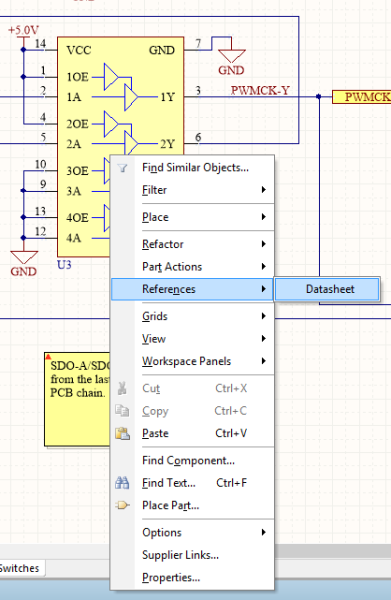 +5.0V
14 VCC GND 7
GND
1 1OE
2 1A 1Y 3 PWMCK-Y PWMCK
4 2OE
5 2A 2Y 6
10 3OE
9 3A
13 4OE
12 4A
GND
U3
Find Similar Objects...
Filter
Place
Refactor
Part Actions
References Datasheet
Grids
View
Workspace Panels
SDO-A/SDO
from the las
PCB chain.
Cut Ctrl+X
Copy Ctrl+C
Paste Ctrl+V
Find Component...
Find Text... Ctrl+F
Place Part...
Options
Supplier Links...
Properties...
Switches